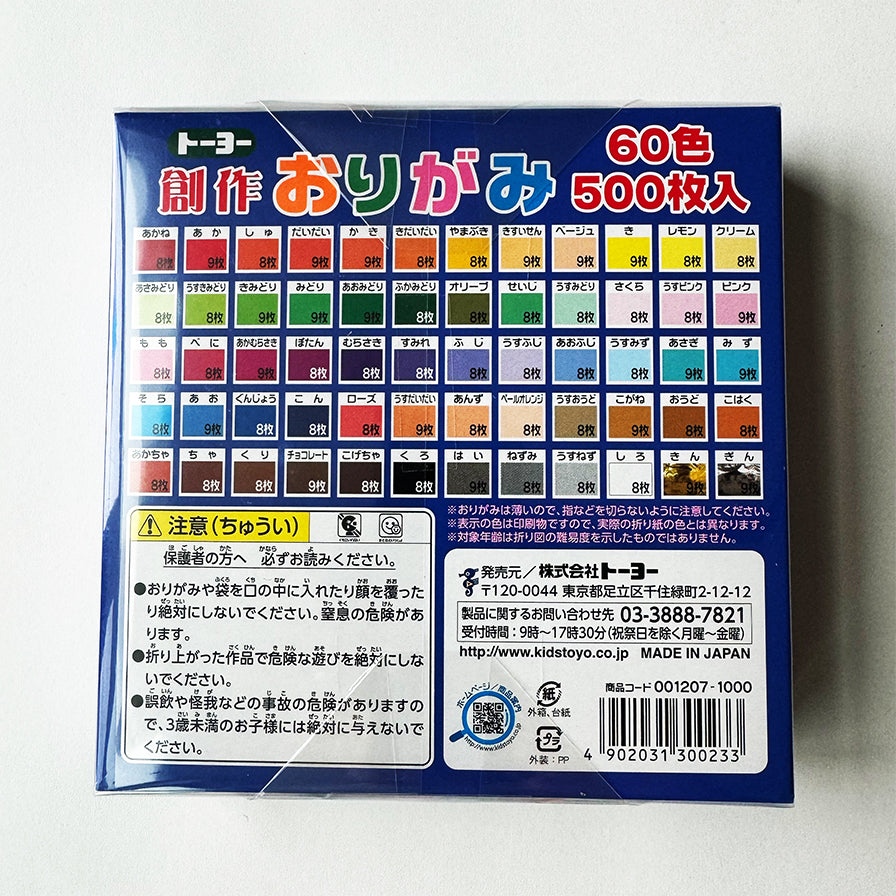 トーヨー
創作 おりがみ
60色
500枚入
あかね あか しゅ だいだい かき きだいだい やまぶき きすいせん ベージュ き レモン クリーム
8枚 9枚 8枚 9枚 8枚 8枚 8枚 8枚 8枚 9枚 8枚 8枚
あさみどり うすきみどり きみどり みどり あおみどり ふかみどり オリーブ せいじ うすみどり さくら うすピンク ピンク
8枚 8枚 9枚 9枚 8枚 8枚 8枚 8枚 8枚 8枚 8枚 9枚
もも べに あかむらさき ぼたん むらさき すみれ ふじ うすふじ あおふじ うすみず あさぎ みず
8枚 8枚 9枚 8枚 8枚 8枚 8枚 8枚 8枚 8枚 9枚 9枚
そら あお ぐんじょう こん ローズ うすだいだい あんず ペールオレンジ うすおうど こがね おうど こはく
9枚 9枚 8枚 8枚 8枚 9枚 8枚 8枚 8枚 8枚 8枚 8枚
あかちゃ ちゃ くり チョコレート こげちゃ くろ はい ねずみ うすねず しろ きん ぎん
8枚 8枚 8枚 9枚 8枚 8枚 9枚 8枚 8枚 8枚 9枚 9枚
※おりがみは薄いので、指などを切らないように注意してください。
※表示の色は印刷物ですので、実際の折り紙の色とは異なります。
※対象年齢は折り図の難易度を示したものではありません。
注意(ちゅうい)
保護者の方へ 必ずお読みください。
●おりがみや袋を口の中に入れたり顔を覆った
り絶対にしないでください。窒息の危険があ
ります。
●折り上がった作品で危険な遊びを絶対にしな
いでください。
●誤飲や怪我などの事故の危険がありますの
で、3歳未満のお子様には絶対に与えないで
ください。
発売元/株式会社トーヨー
〒120-0044 東京都足立区千住緑町2-12-12
製品に関するお問い合わせ先 03-3888-7821
受付時間:9時〜17時30分(祝祭日を除く月曜〜金曜)
http://www.kidstoyo.co.jp MADE IN JAPAN
ホームページ/商品案内
http://www.kidstoyo.co.jp
紙
外箱、台紙
プラ
外装:PP
商品コード 001207-1000
4 902031 300233